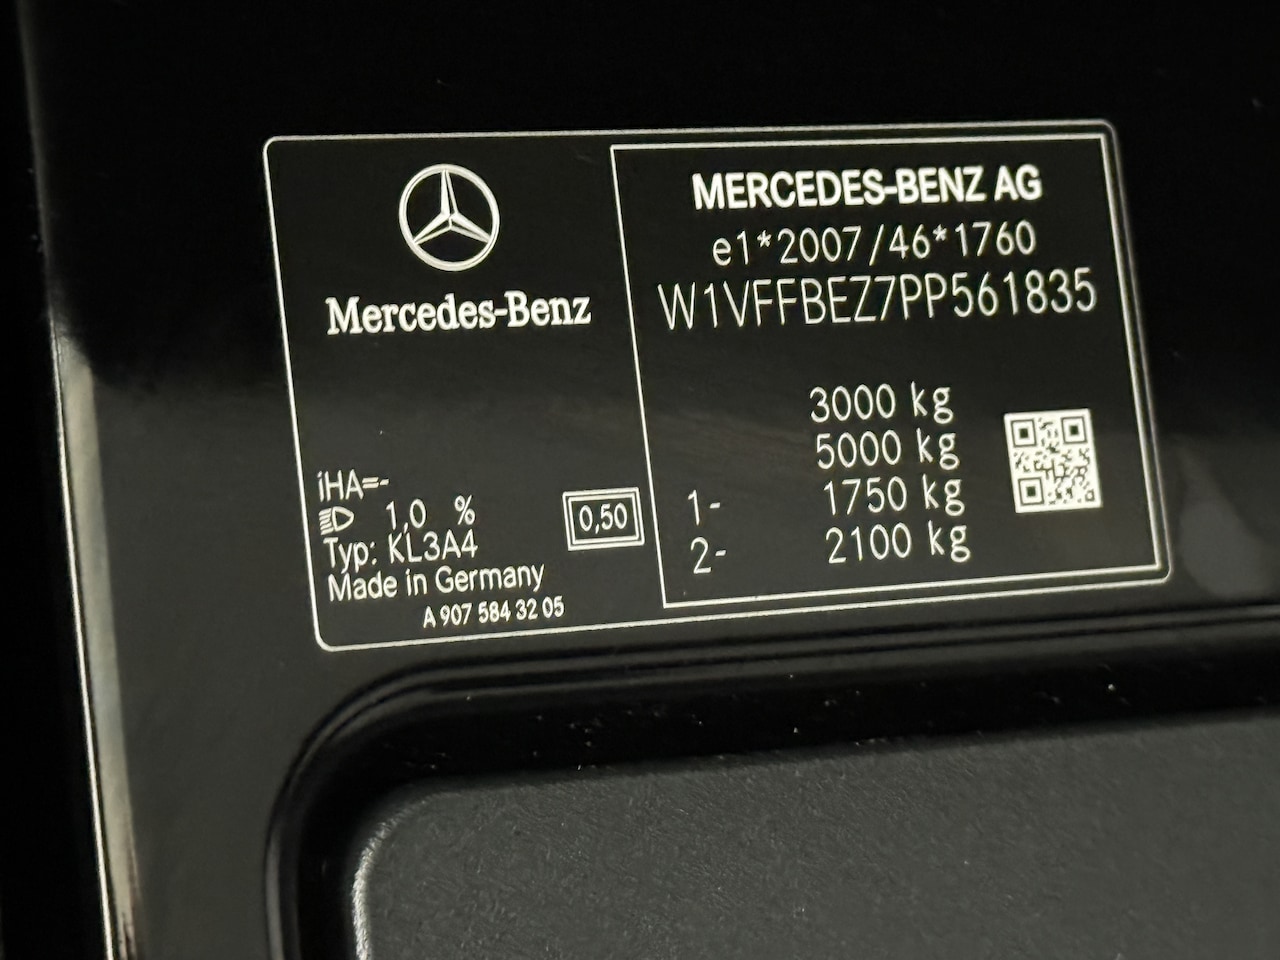 Mercedes-Benz
iHA=-
1,0 %
Typ: KL3A4
Made in Germany
A 907 584 32 05
0,50
MERCEDES-BENZ AG
e1*2007/46*1760
W1VFFBEZ7PP561835
3000 kg
5000 kg
1- 1750 kg
2- 2100 kg